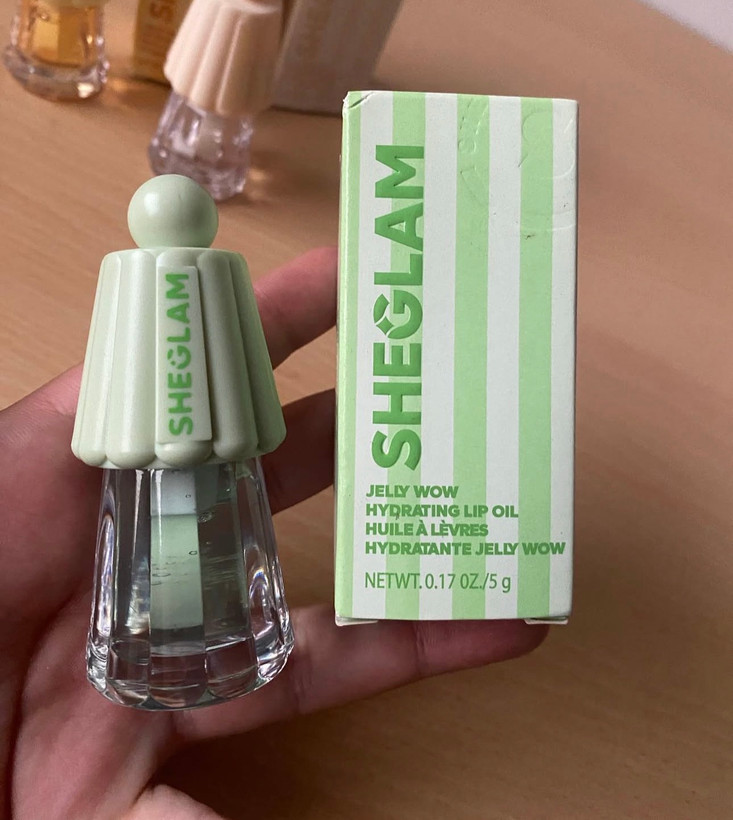 SHEGLAM
SHEGLAM
JELLY WOW
HYDRATING LIP OIL
HUILE À LÈVRES
HYDRATANTE JELLY WOW
NETWT. 0.17 OZ./5 g